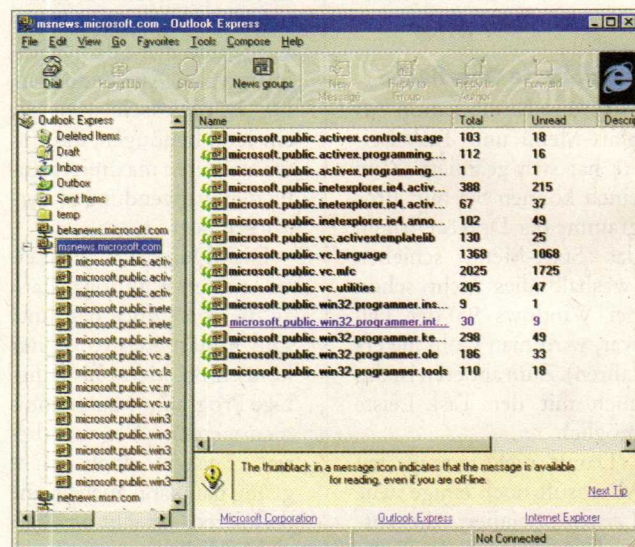 msnews.microsoft.com - Outlook Express
File Edit View Go Favorites Tools Compose Help
Dial Hang Up Stop News groups New Message Reply to Group Reply to Author Forward
Outlook Express
Deleted Items
Draft
Inbox
Outbox
Sent Items
temp
betanews.microsoft.com
msnews.microsoft.com
microsoft.public.activ
microsoft.public.activ
microsoft.public.activ
microsoft.public.inete
microsoft.public.inete
microsoft.public.inete
microsoft.public.vc.a
microsoft.public.vc.la
microsoft.public.vc.m
microsoft.public.vc.u
microsoft.public.win3
microsoft.public.win3
microsoft.public.win3
microsoft.public.win3
netnews.msn.com
Name Total Unread Descrip
microsoft.public.activex.controls.usage 103 18
microsoft.public.activex.programming... 112 16
microsoft.public.inetexplorer.ie4.activ... 388 215
microsoft.public.inetexplorer.ie4.activ... 67 37
microsoft.public.inetexplorer.ie4.anno... 102 49
microsoft.public.vc.activextemplatelib 130 25
microsoft.public.vc.language 1368 1068
microsoft.public.vc.mfc 2025 1725
microsoft.public.vc.utilities 205 47
microsoft.public.win32.programmer.ins... 9 1
microsoft.public.win32.programmer.int... 30 9
microsoft.public.win32.programmer.ke... 298 49
microsoft.public.win32.programmer.ole 186 33
microsoft.public.win32.programmer.tools 110 18
The thumbtack in a message icon indicates that the message is available
for reading, even if you are off-line.
Next Tip
Microsoft Corporation Outlook Express Internet Explorer
Not Connected